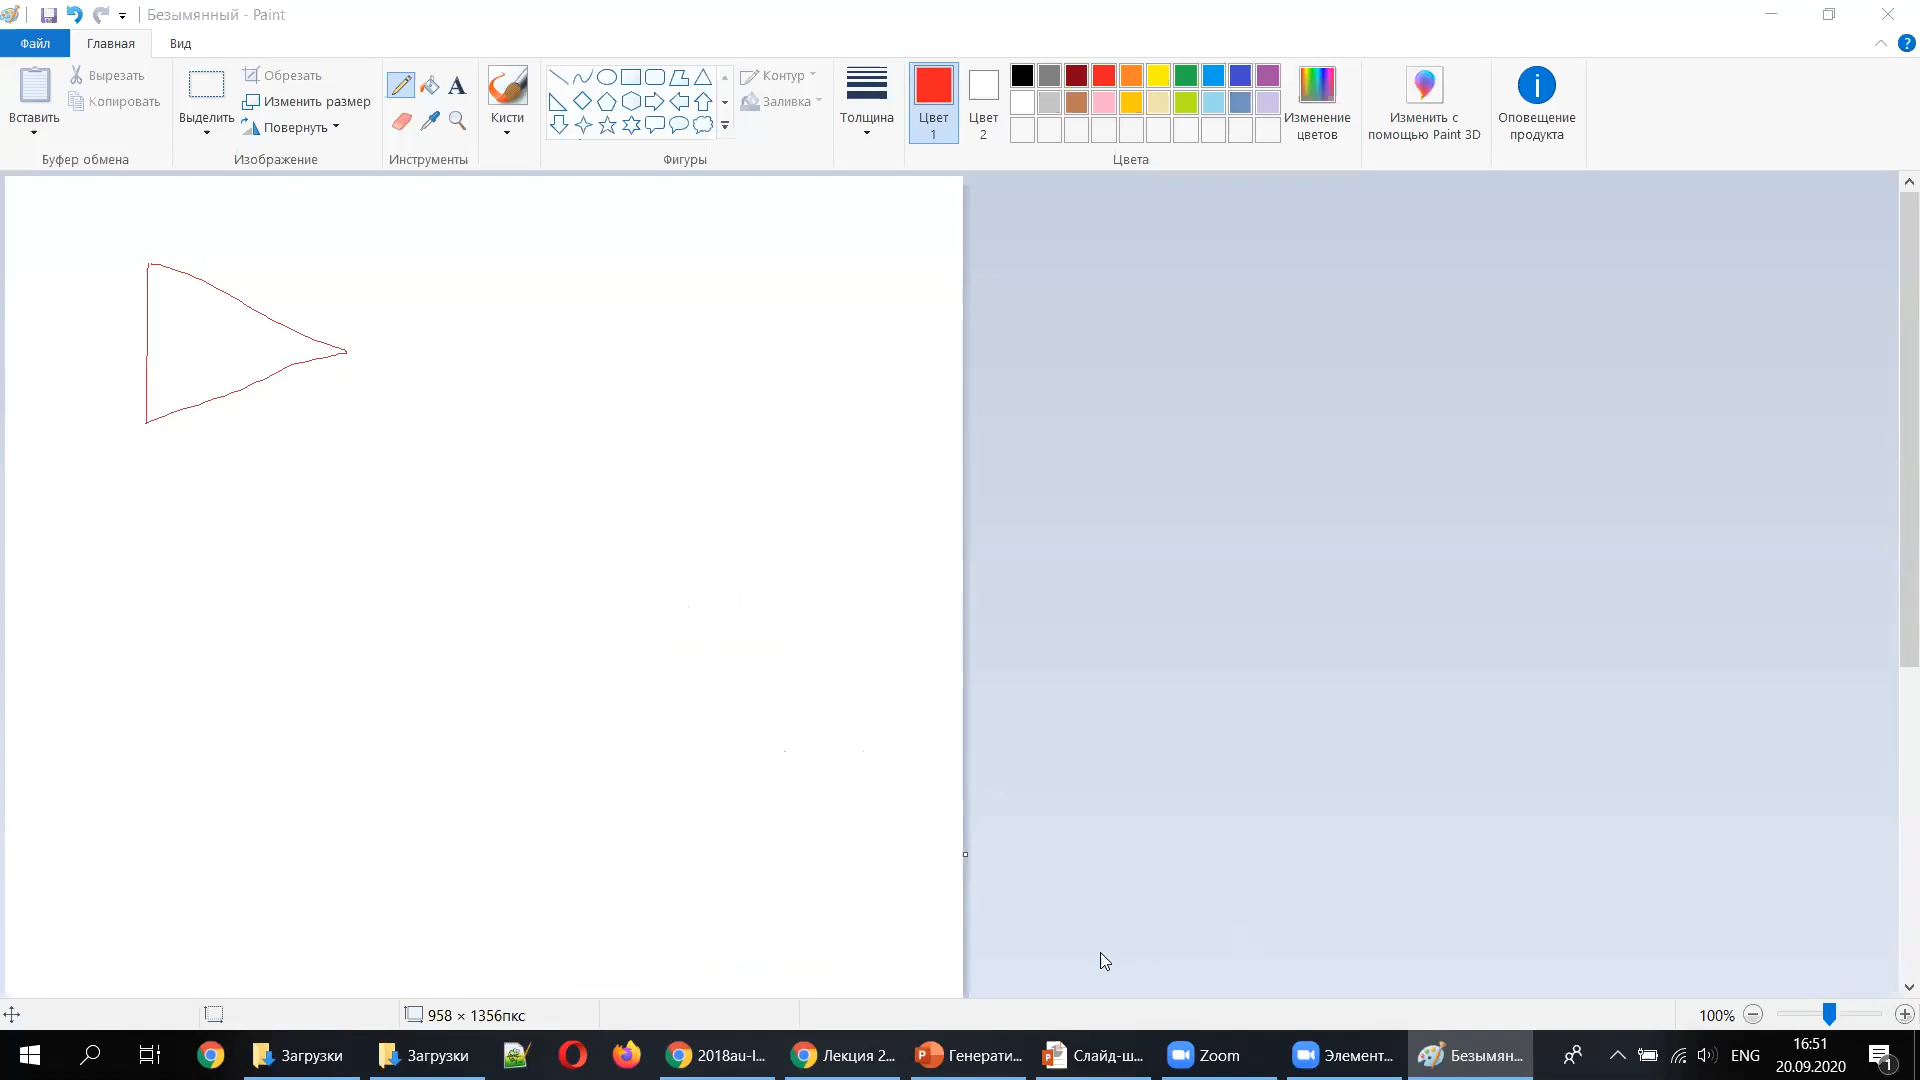 Безымянный - Paint
Файл Главная Вид
Вставить
Вырезать
Копировать
Буфер обмена
Выделить
Обрезать
Изменить размер
Повернуть
Изображение
A
Инструменты
Кисти
Контур
Заливка
Фигуры
Толщина
Цвет
1
Цвет
2
Изменение
цветов
Цвета
Изменить с
помощью Paint 3D
Оповещение
продукта
958 × 1356пкс
100%
Загрузки
Загрузки
2018au-l...
Лекция 2...
Генерати...
Слайд-ш...
Zoom
Элемент...
Безымян...
ENG
16:51
20.09.2020
1